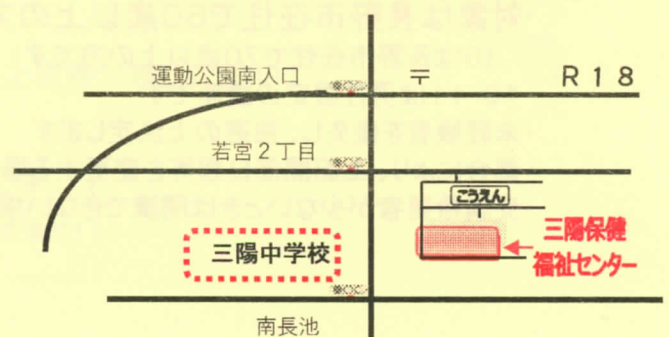 運動公園南入口 〒 R18
若宮2丁目
こうえん
三陽中学校
三陽保健
福祉センター
南長池